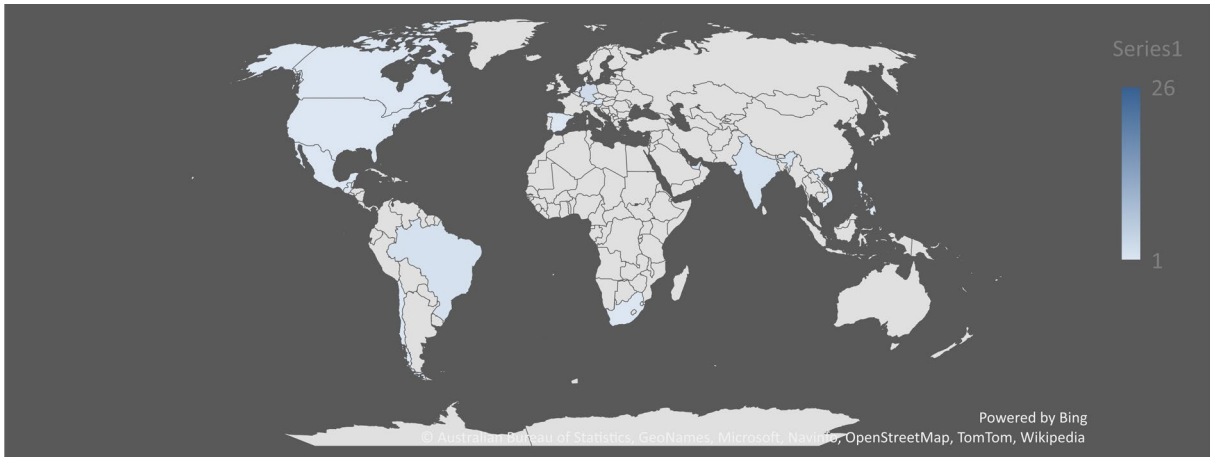 Series1
26
1
Powered by Bing
© Australian Bureau of Statistics, GeoNames, Microsoft, Navinfo, OpenStreetMap, TomTom, Wikipedia